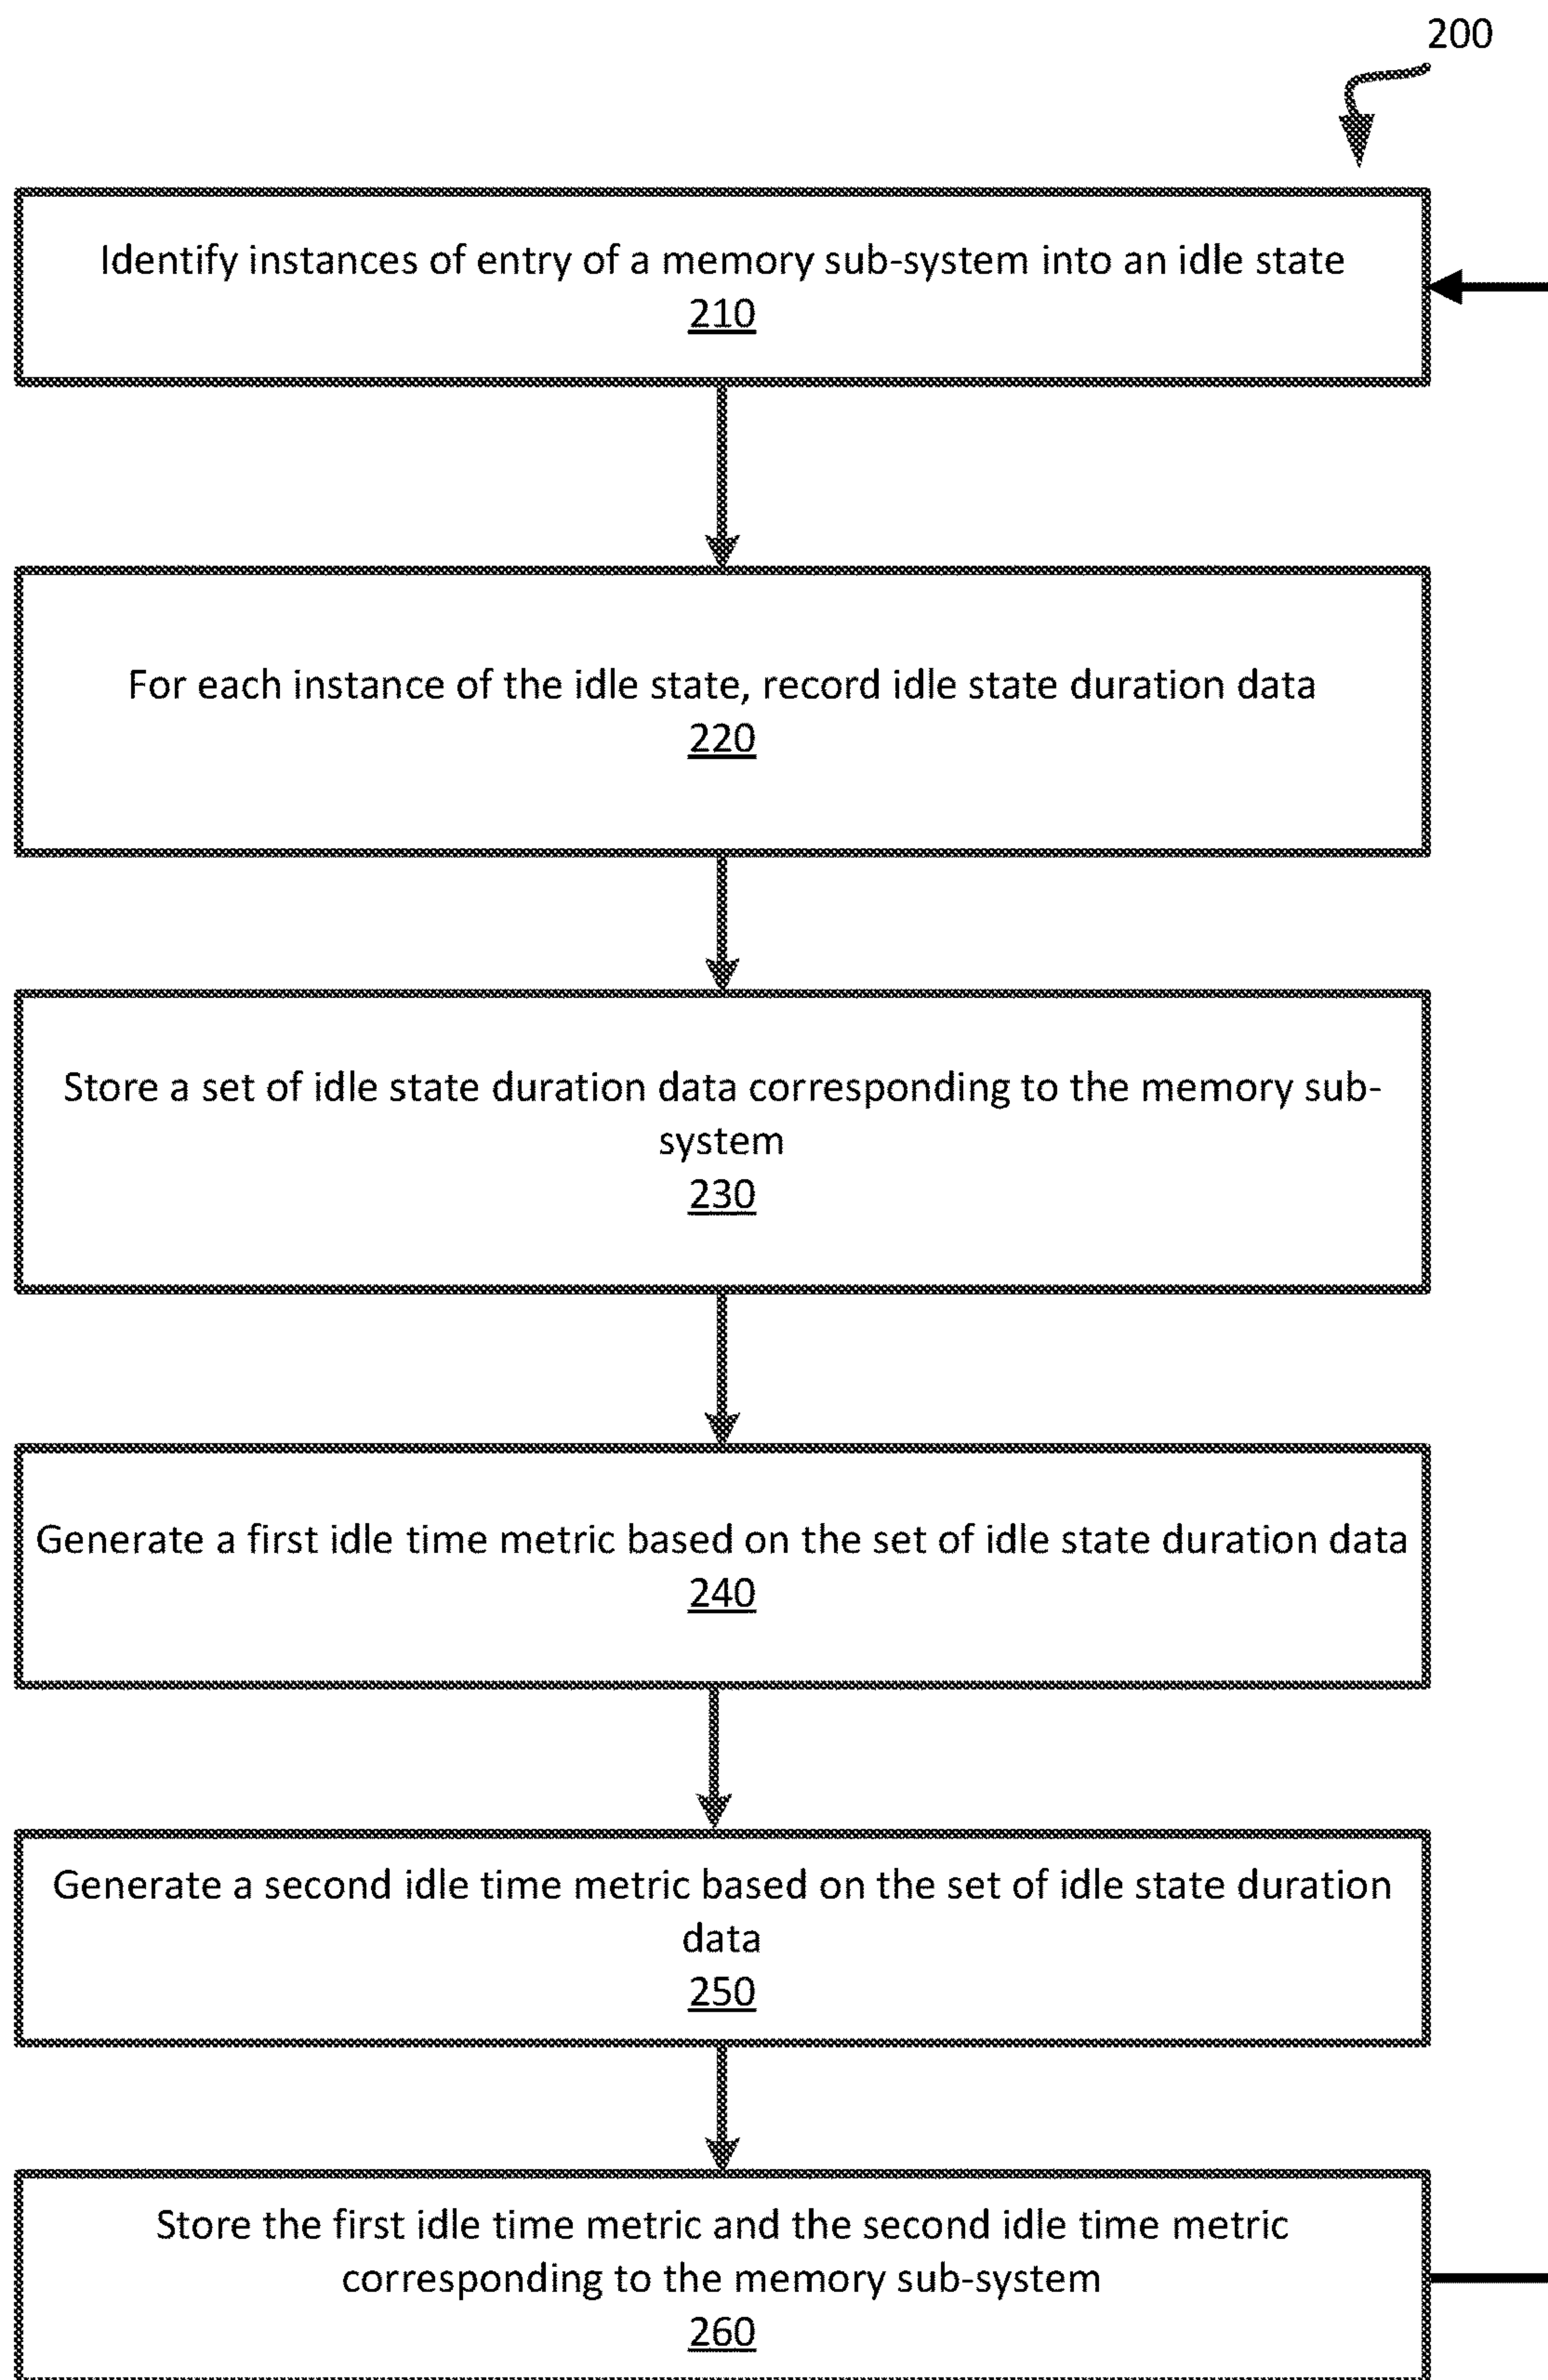 200
Identify instances of entry of a memory sub-system into an idle state
210
For each instance of the idle state, record idle state duration data
220
Store a set of idle state duration data corresponding to the memory sub-
system
230
Generate a first idle time metric based on the set of idle state duration data
240
Generate a second idle time metric based on the set of idle state duration
data
250
Store the first idle time metric and the second idle time metric
corresponding to the memory sub-system
260